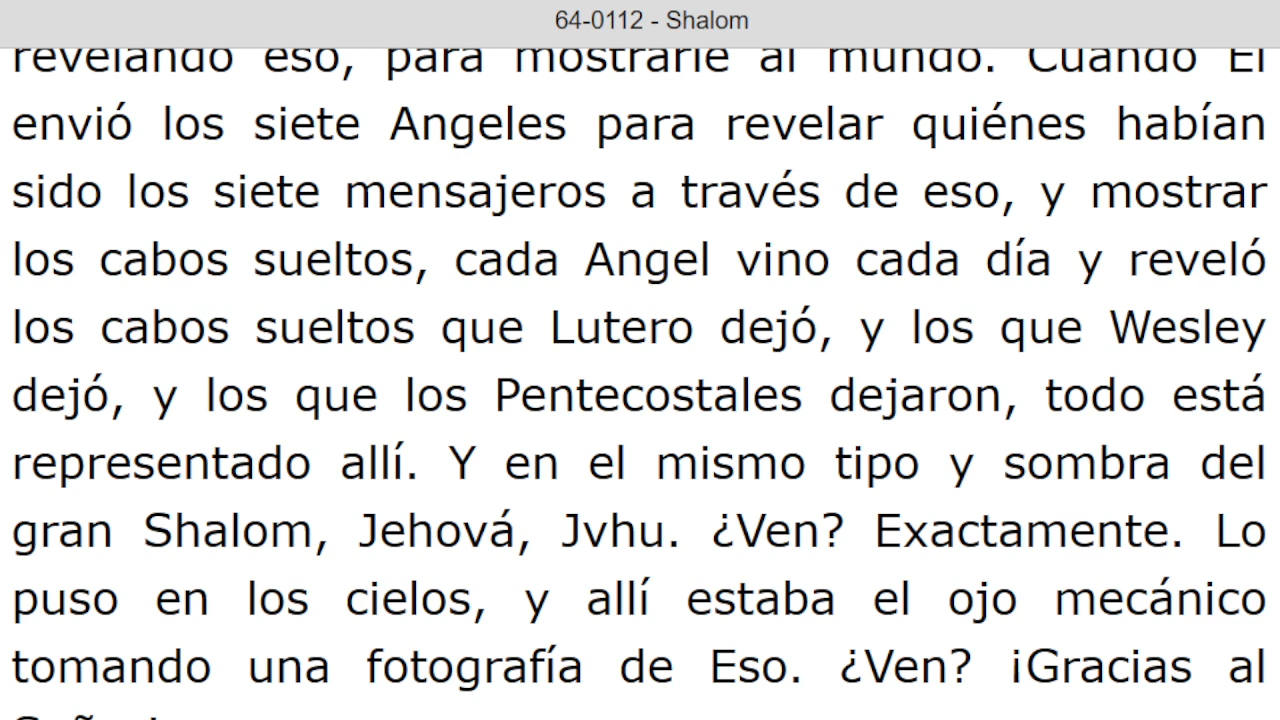 64-0112 - Shalom
revelando eso, para mostrarle al mundo. Cuando El
envió los siete Angeles para revelar quiénes habían
sido los siete mensajeros a través de eso, y mostrar
los cabos sueltos, cada Angel vino cada día y reveló
los cabos sueltos que Lutero dejó, y los que Wesley
dejó, y los que los Pentecostales dejaron, todo está
representado allí. Y en el mismo tipo y sombra del
gran Shalom, Jehová, Jvhu. ¿Ven? Exactamente. Lo
puso en los cielos, y allí estaba el ojo mecánico
tomando una fotografía de Eso. ¿Ven? ¡Gracias al